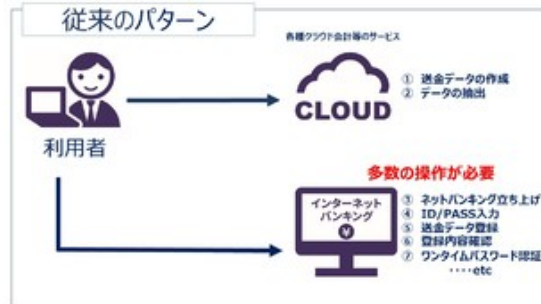 従来のパターン
各種クラウド会計等のサービス
CLOUD
① 送金データの作成
② データの抽出
利用者
多数の操作が必要
インターネット
バンキング
¥
③ ネットバンキング立ち上げ
④ ID/PASS入力
⑤ 送金データ登録
⑥ 登録内容確認
⑦ ワンタイムパスワード認証
････etc